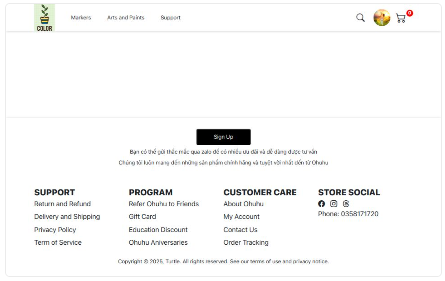 COLOR
Markers
Arts and Paints
Support
0
Sign Up
Bạn có thể gửi thắc mắc qua zalo để có nhiều ưu đãi và dễ dàng được tư vấn
Chúng tôi luôn mang đến những sản phẩm chính hãng và tuyệt vời nhất đến từ Ohuhu
SUPPORT
Return and Refund
Delivery and Shipping
Privacy Policy
Term of Service
PROGRAM
Refer Ohuhu to Friends
Gift Card
Education Discount
Ohuhu Aniversaries
CUSTOMER CARE
About Ohuhu
My Account
Contact Us
Order Tracking
STORE SOCIAL
Phone: 0358171720
Copyright © 2025, Turtle. All rights reserved. See our terms of use and privacy notice.